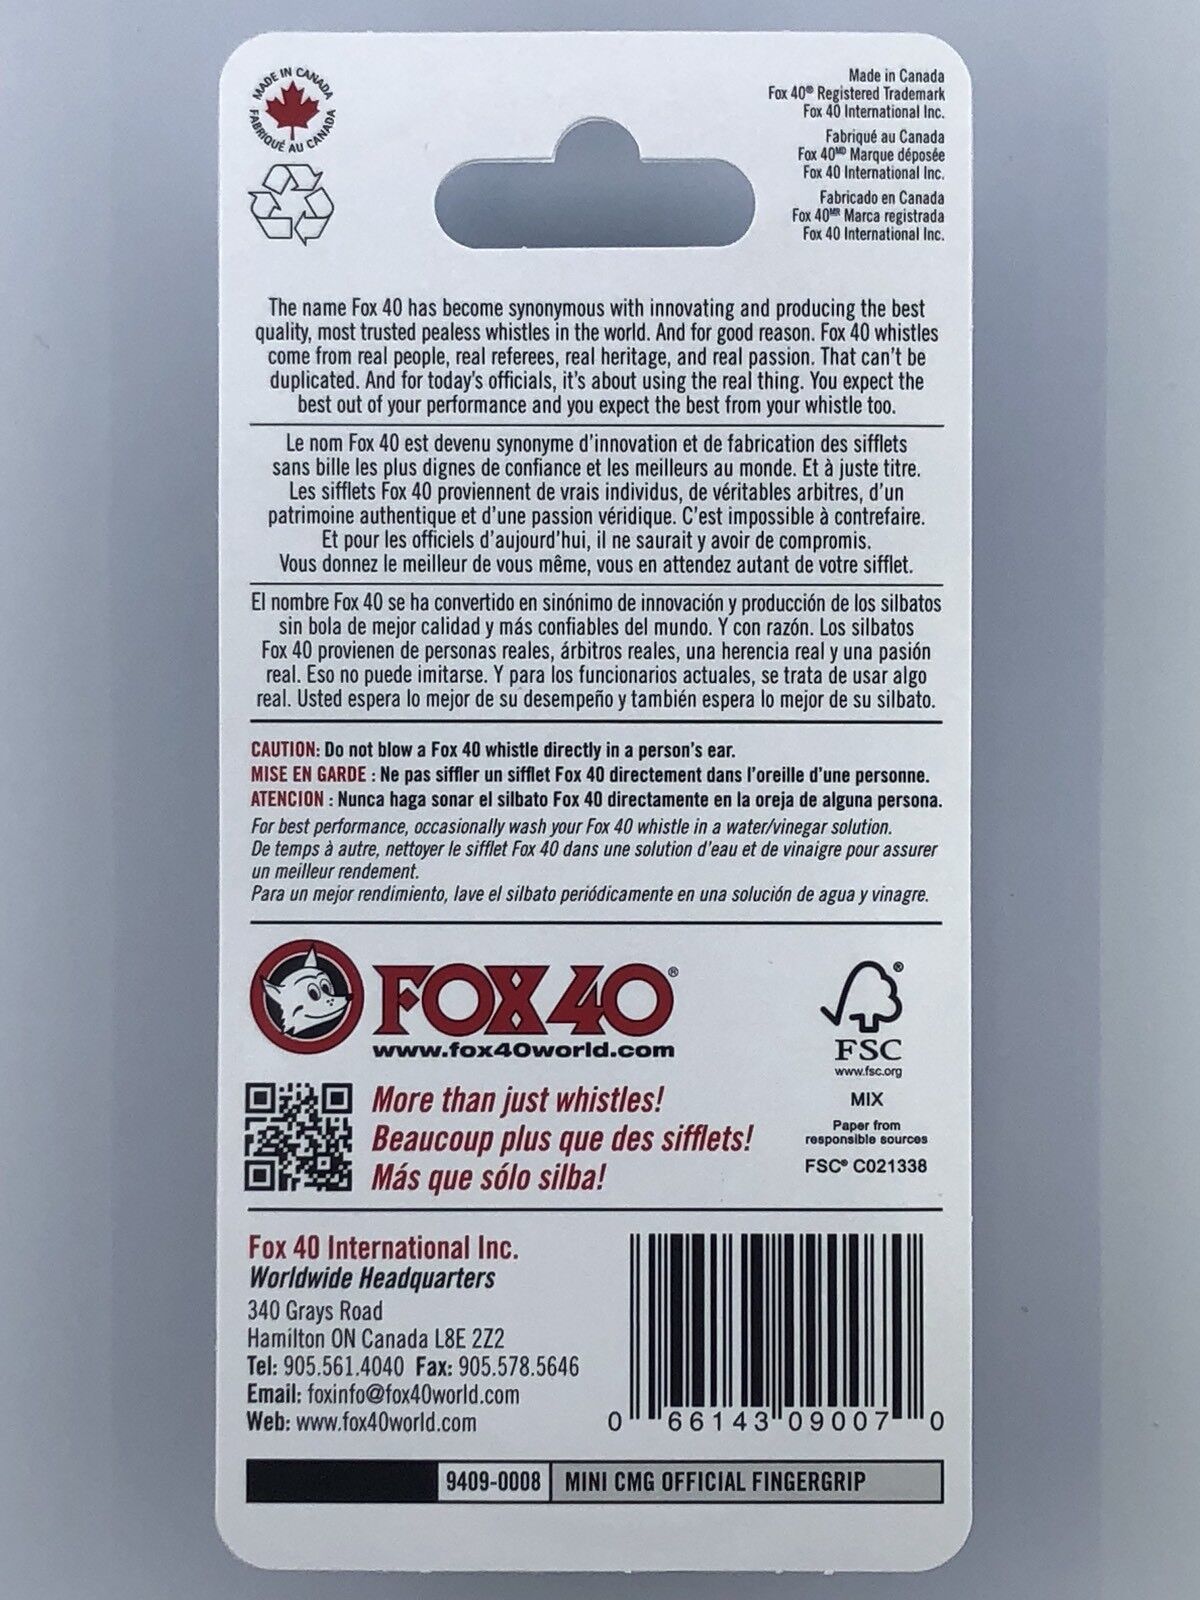 MADE IN CANADA
FABRIQUÉ AU CANADA
Made in Canada
Fox 40® Registered Trademark
Fox 40 International Inc.
Fabriqué au Canada
Fox 40ᴹᴰ Marque déposée
Fox 40 International Inc.
Fabricado en Canada
Fox 40ᴹᴿ Marca registrada
Fox 40 International Inc.
The name Fox 40 has become synonymous with innovating and producing the best
quality, most trusted pealess whistles in the world. And for good reason. Fox 40 whistles
come from real people, real referees, real heritage, and real passion. That can't be
duplicated. And for today's officials, it's about using the real thing. You expect the
best out of your performance and you expect the best from your whistle too.
Le nom Fox 40 est devenu synonyme d'innovation et de fabrication des sifflets
sans bille les plus dignes de confiance et les meilleurs au monde. Et à juste titre.
Les sifflets Fox 40 proviennent de vrais individus, de véritables arbitres, d'un
patrimoine authentique et d'une passion véridique. C'est impossible à contrefaire.
Et pour les officiels d'aujourd'hui, il ne saurait y avoir de compromis.
Vous donnez le meilleur de vous même, vous en attendez autant de votre sifflet.
El nombre Fox 40 se ha convertido en sinónimo de innovación y producción de los silbatos
sin bola de mejor calidad y más confiables del mundo. Y con razón. Los silbatos
Fox 40 provienen de personas reales, árbitros reales, una herencia real y una pasión
real. Eso no puede imitarse. Y para los funcionarios actuales, se trata de usar algo
real. Usted espera lo mejor de su desempeño y también espera lo mejor de su silbato.
CAUTION: Do not blow a Fox 40 whistle directly in a person's ear.
MISE EN GARDE : Ne pas siffler un sifflet Fox 40 directement dans l'oreille d'une personne.
ATENCION : Nunca haga sonar el silbato Fox 40 directamente en la oreja de alguna persona.
For best performance, occasionally wash your Fox 40 whistle in a water/vinegar solution.
De temps à autre, nettoyer le sifflet Fox 40 dans une solution d'eau et de vinaigre pour assurer
un meilleur rendement.
Para un mejor rendimiento, lave el silbato periódicamente en una solución de agua y vinagre.
FOX 40®
www.fox40world.com
More than just whistles!
Beaucoup plus que des sifflets!
Más que sólo silba!
®
FSC
www.fsc.org
MIX
Paper from
responsible sources
FSC® C021338
Fox 40 International Inc.
Worldwide Headquarters
340 Grays Road
Hamilton ON Canada L8E 2Z2
Tel: 905.561.4040 Fax: 905.578.5646
Email: foxinfo@fox40world.com
Web: www.fox40world.com
0 66143 09007 0
9409-0008 MINI CMG OFFICIAL FINGERGRIP